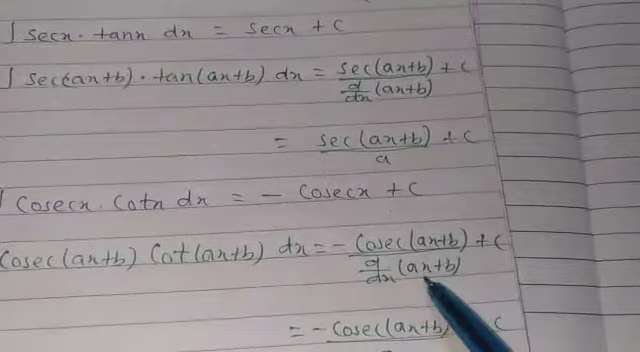 ∫ secx · tanx dx = secx + c
∫ sec(ax+b) · tan(ax+b) dx = sec(ax+b) / d/dx (ax+b) + c
= sec(ax+b) / a + c
∫ cosecx · cotx dx = - cosecx + c
cosec(ax+b) cot(ax+b) dx = - cosec(ax+b) / d/dx (ax+b) + c
= - cosec(ax+b) c